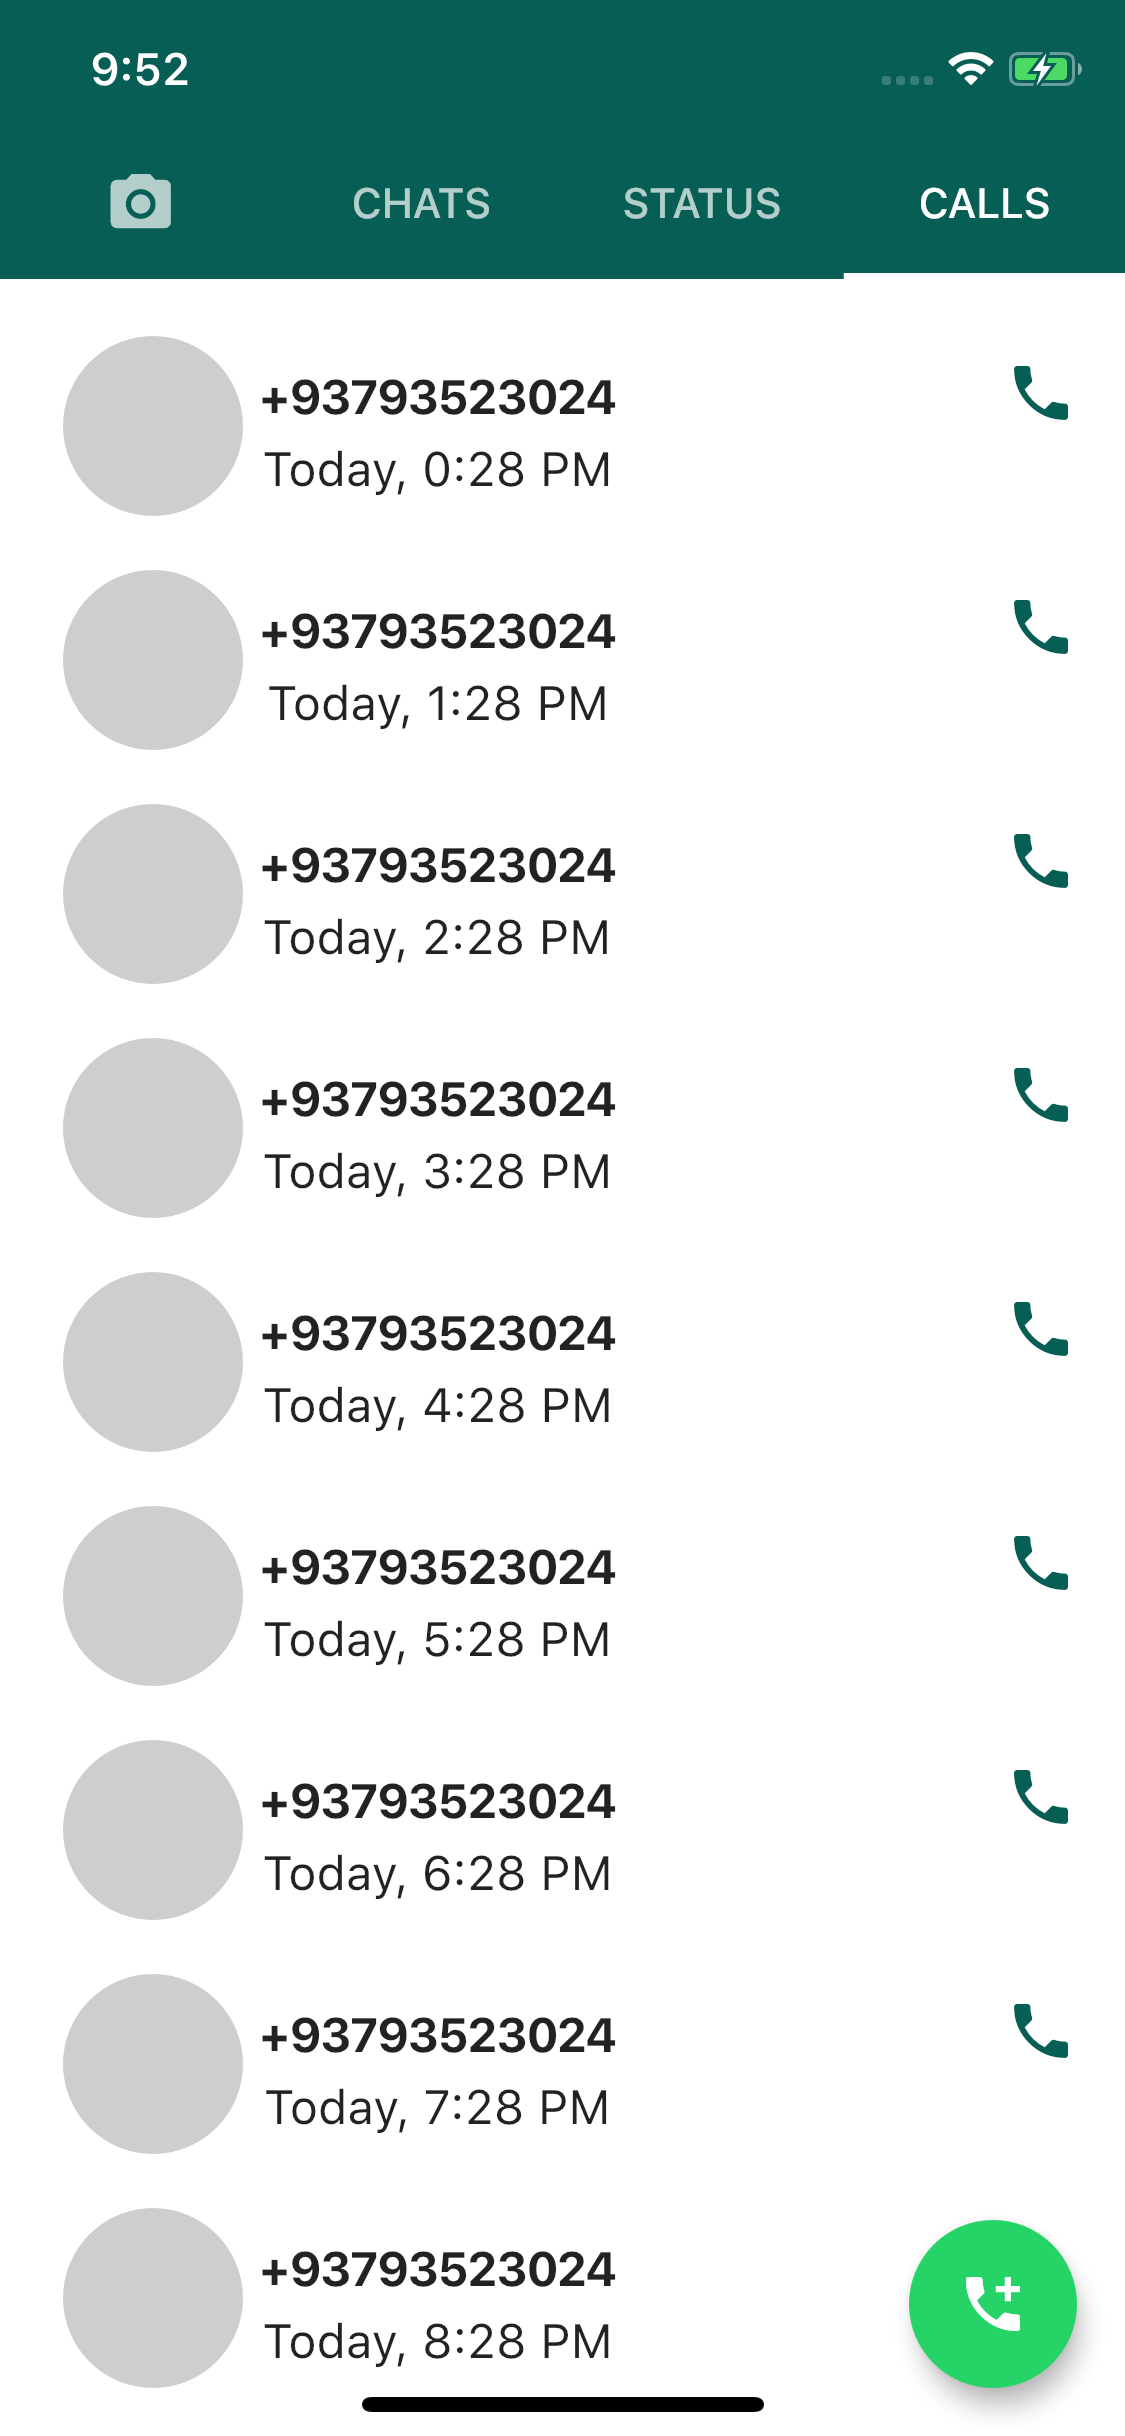 9:52
CHATS STATUS CALLS
+93793523024
Today, 0:28 PM
+93793523024
Today, 1:28 PM
+93793523024
Today, 2:28 PM
+93793523024
Today, 3:28 PM
+93793523024
Today, 4:28 PM
+93793523024
Today, 5:28 PM
+93793523024
Today, 6:28 PM
+93793523024
Today, 7:28 PM
+93793523024
Today, 8:28 PM